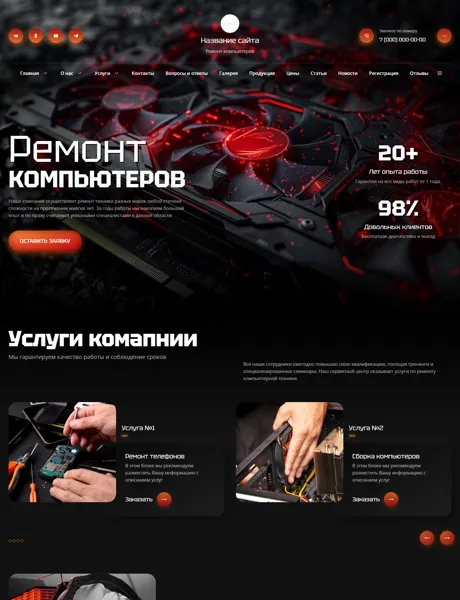 Название сайта
Ремонт компьютеров
Звоните по номеру
7 (000) 000-00-00
Главная О нас Услуги Контакты Вопросы и ответы Галерея Продукция Цены Статьи Новости Регистрация Отзывы
Ремонт
КОМПЬЮТЕРОВ
Наша компания осуществляет ремонт техники разных марок любой степени
сложности на протяжении многих лет. За годы работы мы накопили большой
опыт и по праву считаемся успешными специалистами в данной области.
ОСТАВИТЬ ЗАЯВКУ
20+
Лет опыта работы
Гарантии на все виды работ от 1 года
98%
Довольных клиентов
Бесплатная диагностика и выезд
Услуги комапнии
Мы гарантируем качество работы и соблюдение сроков
Все наши сотрудники ежегодно повышают свою квалификацию, посещая тренинги и
специализированные семинары. Наш сервисный центр оказывает услуги по ремонту
компьютерной техники.
Услуга №1
Ремонт телефонов
В этом блоке мы рекомендуем
разместить Вашу информацию с
описанием услуг
Заказать
Услуга №2
Сборка компьютеров
В этом блоке мы рекомендуем
разместить Вашу информацию с
описанием услуг
Заказать